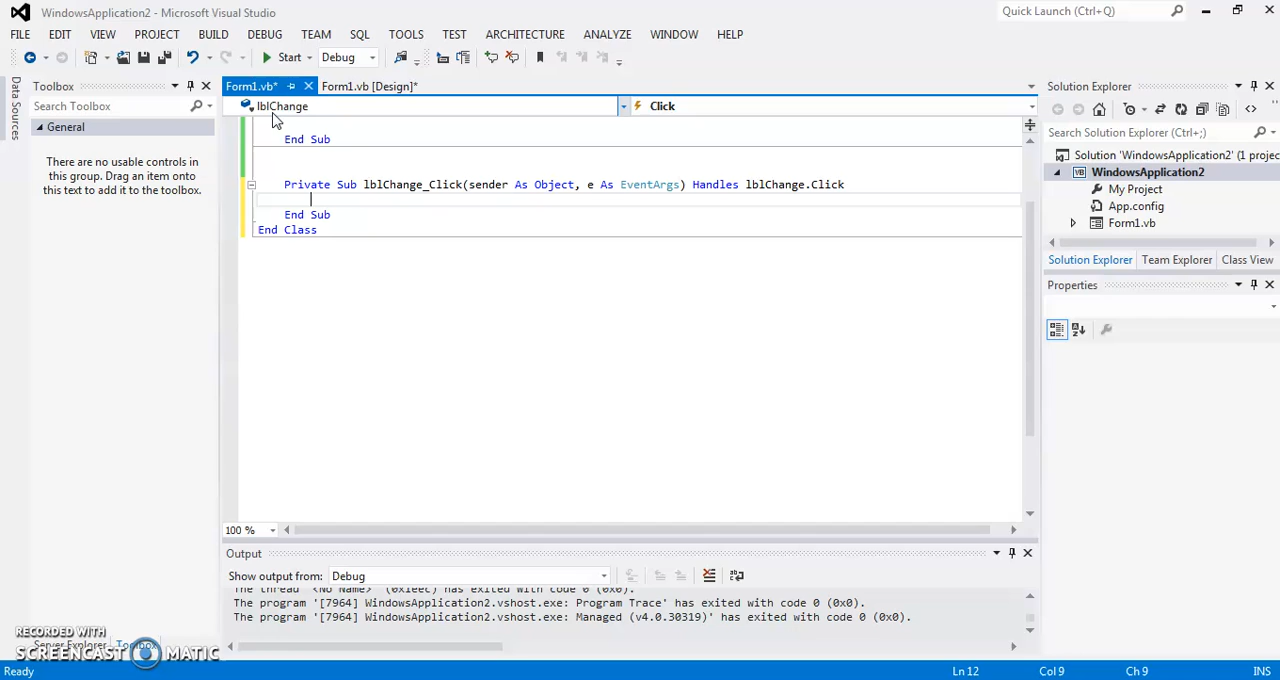 WindowsApplication2 - Microsoft Visual Studio
Quick Launch (Ctrl+Q)
FILE EDIT VIEW PROJECT BUILD DEBUG TEAM SQL TOOLS TEST ARCHITECTURE ANALYZE WINDOW HELP
Start Debug
Data Sources
Toolbox
Search Toolbox
General
There are no usable controls in
this group. Drag an item onto
this text to add it to the toolbox.
Form1.vb* Form1.vb [Design]*
lblChange Click
End Sub
Private Sub lblChange_Click(sender As Object, e As EventArgs) Handles lblChange.Click
End Sub
End Class
100 %
Solution Explorer
Search Solution Explorer (Ctrl+;)
Solution 'WindowsApplication2' (1 projec
WindowsApplication2
My Project
App.config
Form1.vb
Solution Explorer Team Explorer Class View
Properties
Output
Show output from: Debug
The thread '<No Name>' (0x1eec) has exited with code 0 (0x0).
The program '[7964] WindowsApplication2.vshost.exe: Program Trace' has exited with code 0 (0x0).
The program '[7964] WindowsApplication2.vshost.exe: Managed (v4.0.30319)' has exited with code 0 (0x0).
RECORDED WITH
SCREENCAST MATIC
Server Explorer Toolbox
Ready Ln 12 Col 9 Ch 9 INS